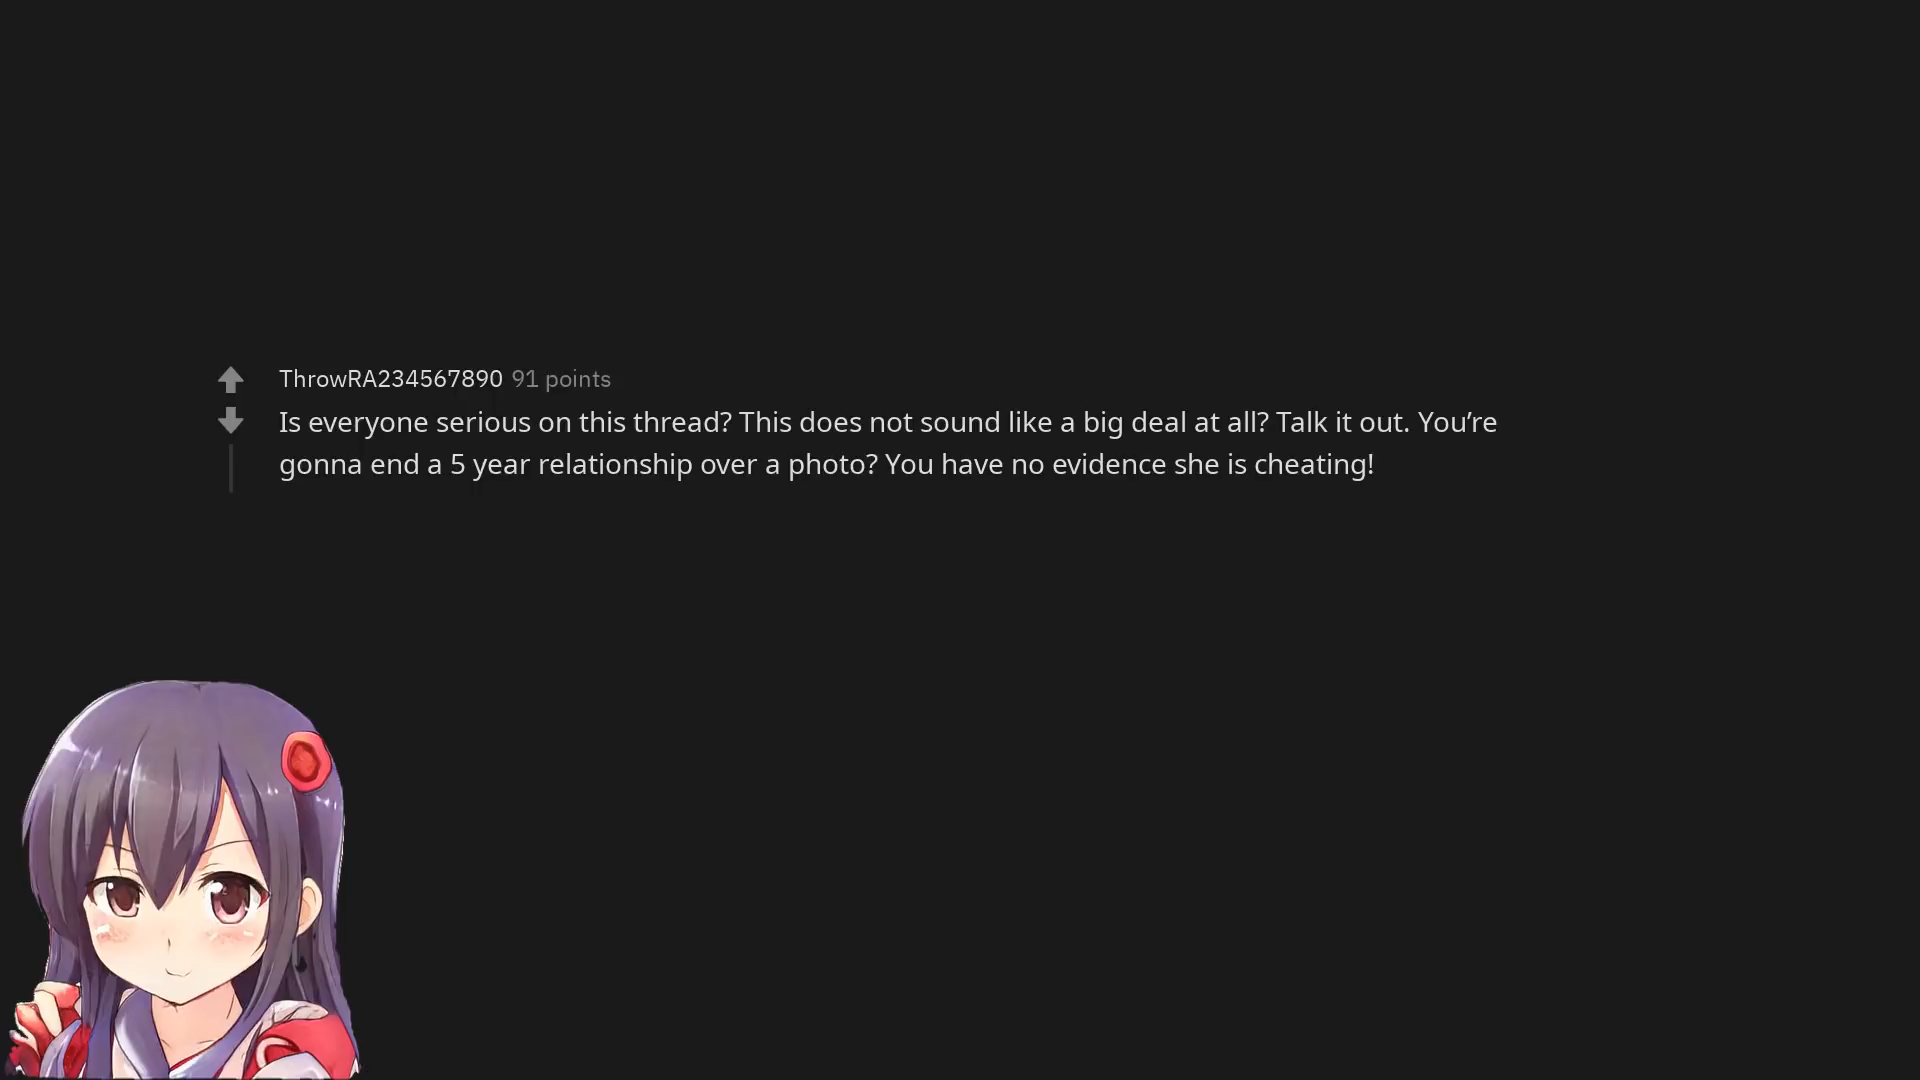 ThrowRA234567890 91 points
Is everyone serious on this thread? This does not sound like a big deal at all? Talk it out. You’re
gonna end a 5 year relationship over a photo? You have no evidence she is cheating!